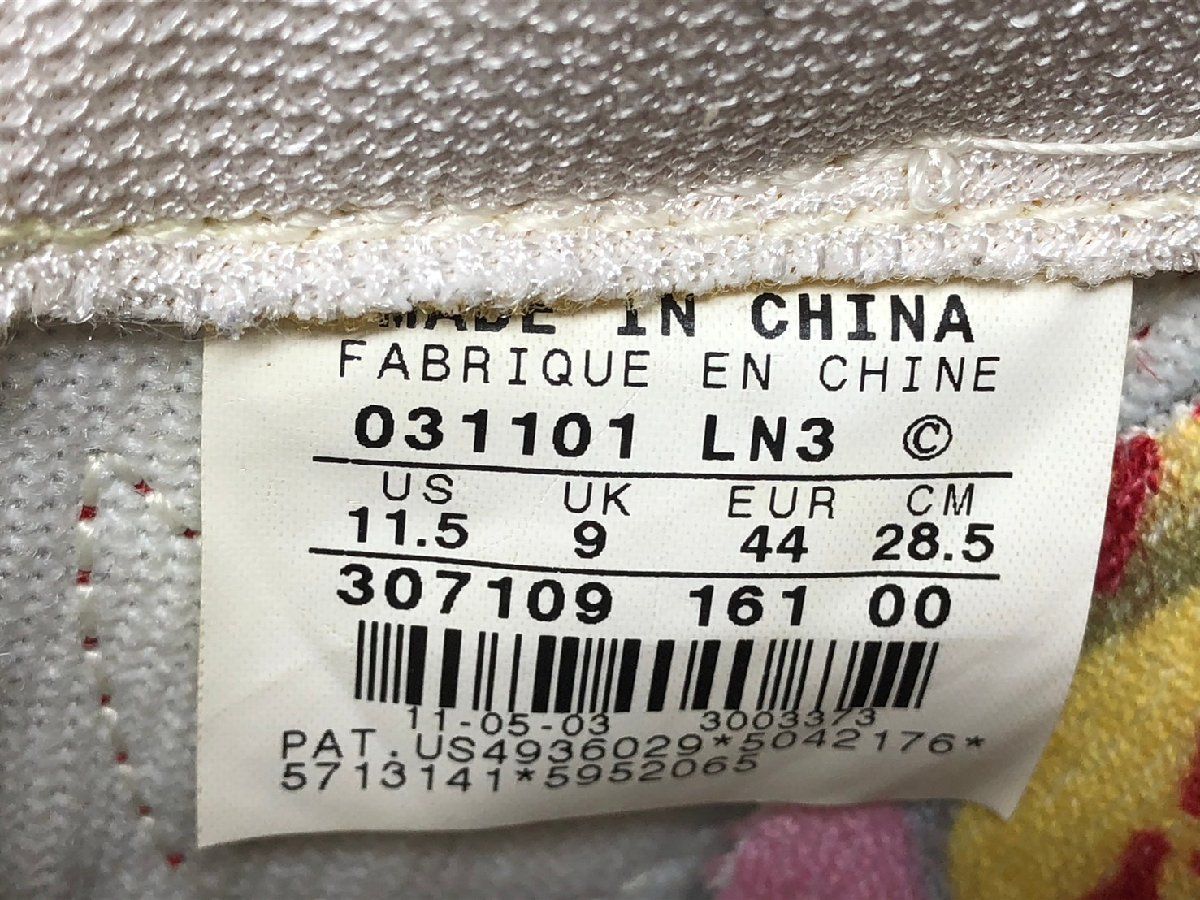 MADE IN CHINA
FABRIQUE EN CHINE
031101 LN3 ©
US UK EUR CM
11.5 9 44 28.5
307109 161 00
11-05-03 3003373
PAT.US4936029*5042176*
5713141*5952065